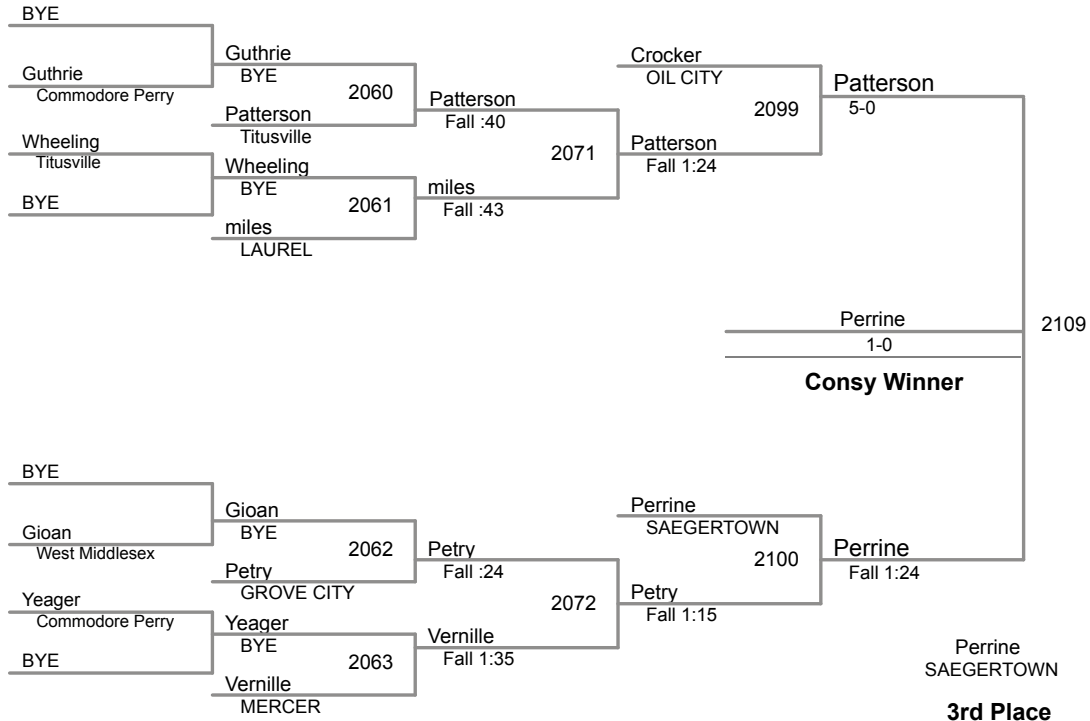 BYE
Guthrie
Commodore Perry
Wheeling
Titusville
BYE
Guthrie
BYE
2060
Patterson
Titusville
Wheeling
BYE
2061
miles
LAUREL
Patterson
Fall :40
2071
miles
Fall :43
Crocker
OIL CITY
2099
Patterson
Fall 1:24
Patterson
5-0
Perrine
1-0
Consy Winner
2109
BYE
Gioan
West Middlesex
Yeager
Commodore Perry
BYE
Gioan
BYE
2062
Petry
GROVE CITY
Yeager
BYE
2063
Vernille
MERCER
Petry
Fall :24
2072
Vernille
Fall 1:35
Perrine
SAEGERTOWN
2100
Petry
Fall 1:15
Perrine
Fall 1:24
Perrine
SAEGERTOWN
3rd Place